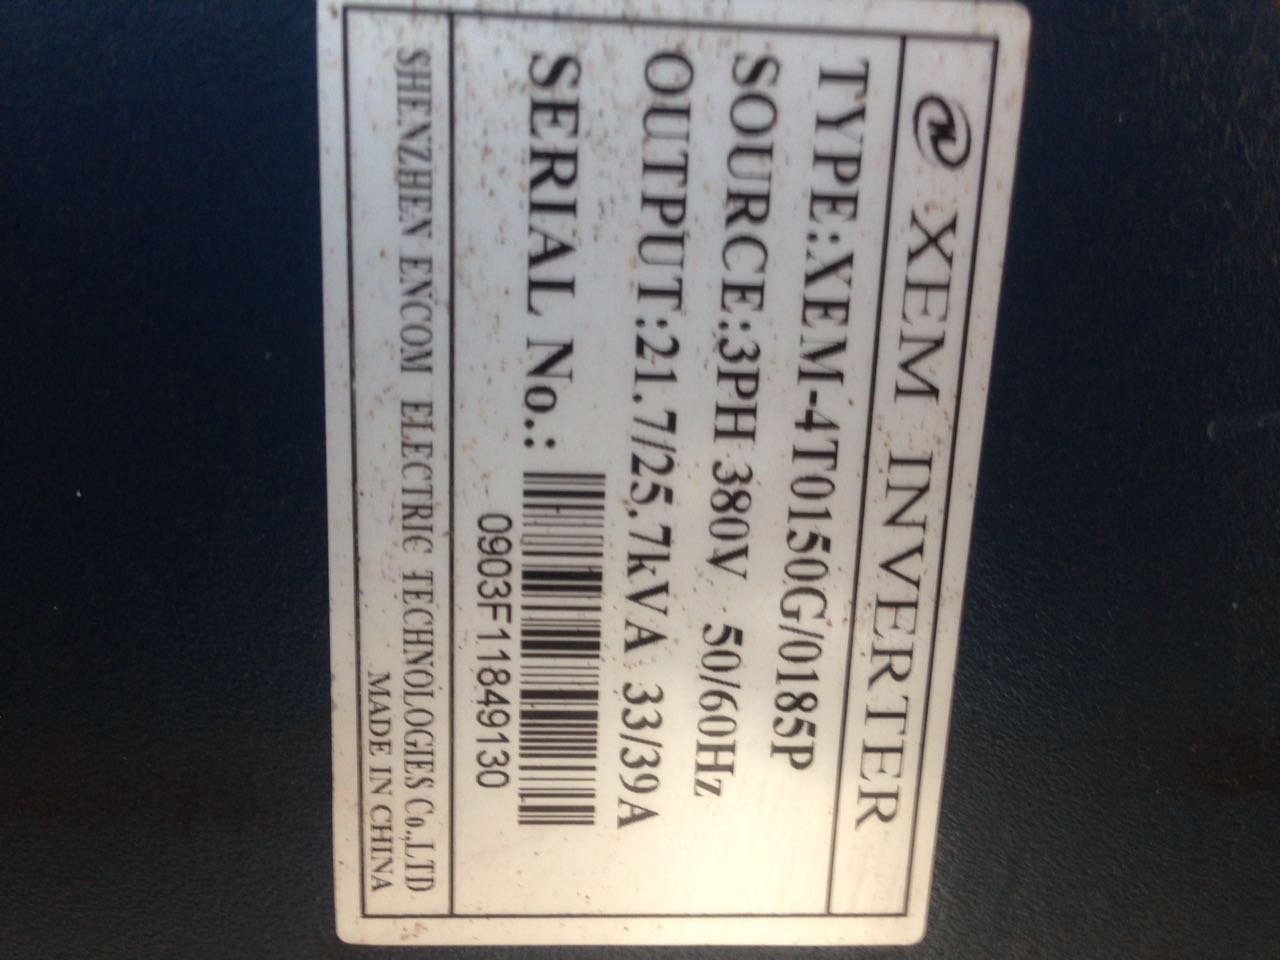 XEM INVERTER
TYPE:XEM-4T0150G/0185P
SOURCE:3PH 380V 50/60Hz
OUTPUT:21.7/25.7kVA 33/39A
SERIAL No.:
0903F11849130
SHENZHEN ENCOM ELECTRIC TECHNOLOGIES Co.,LTD
MADE IN CHINA